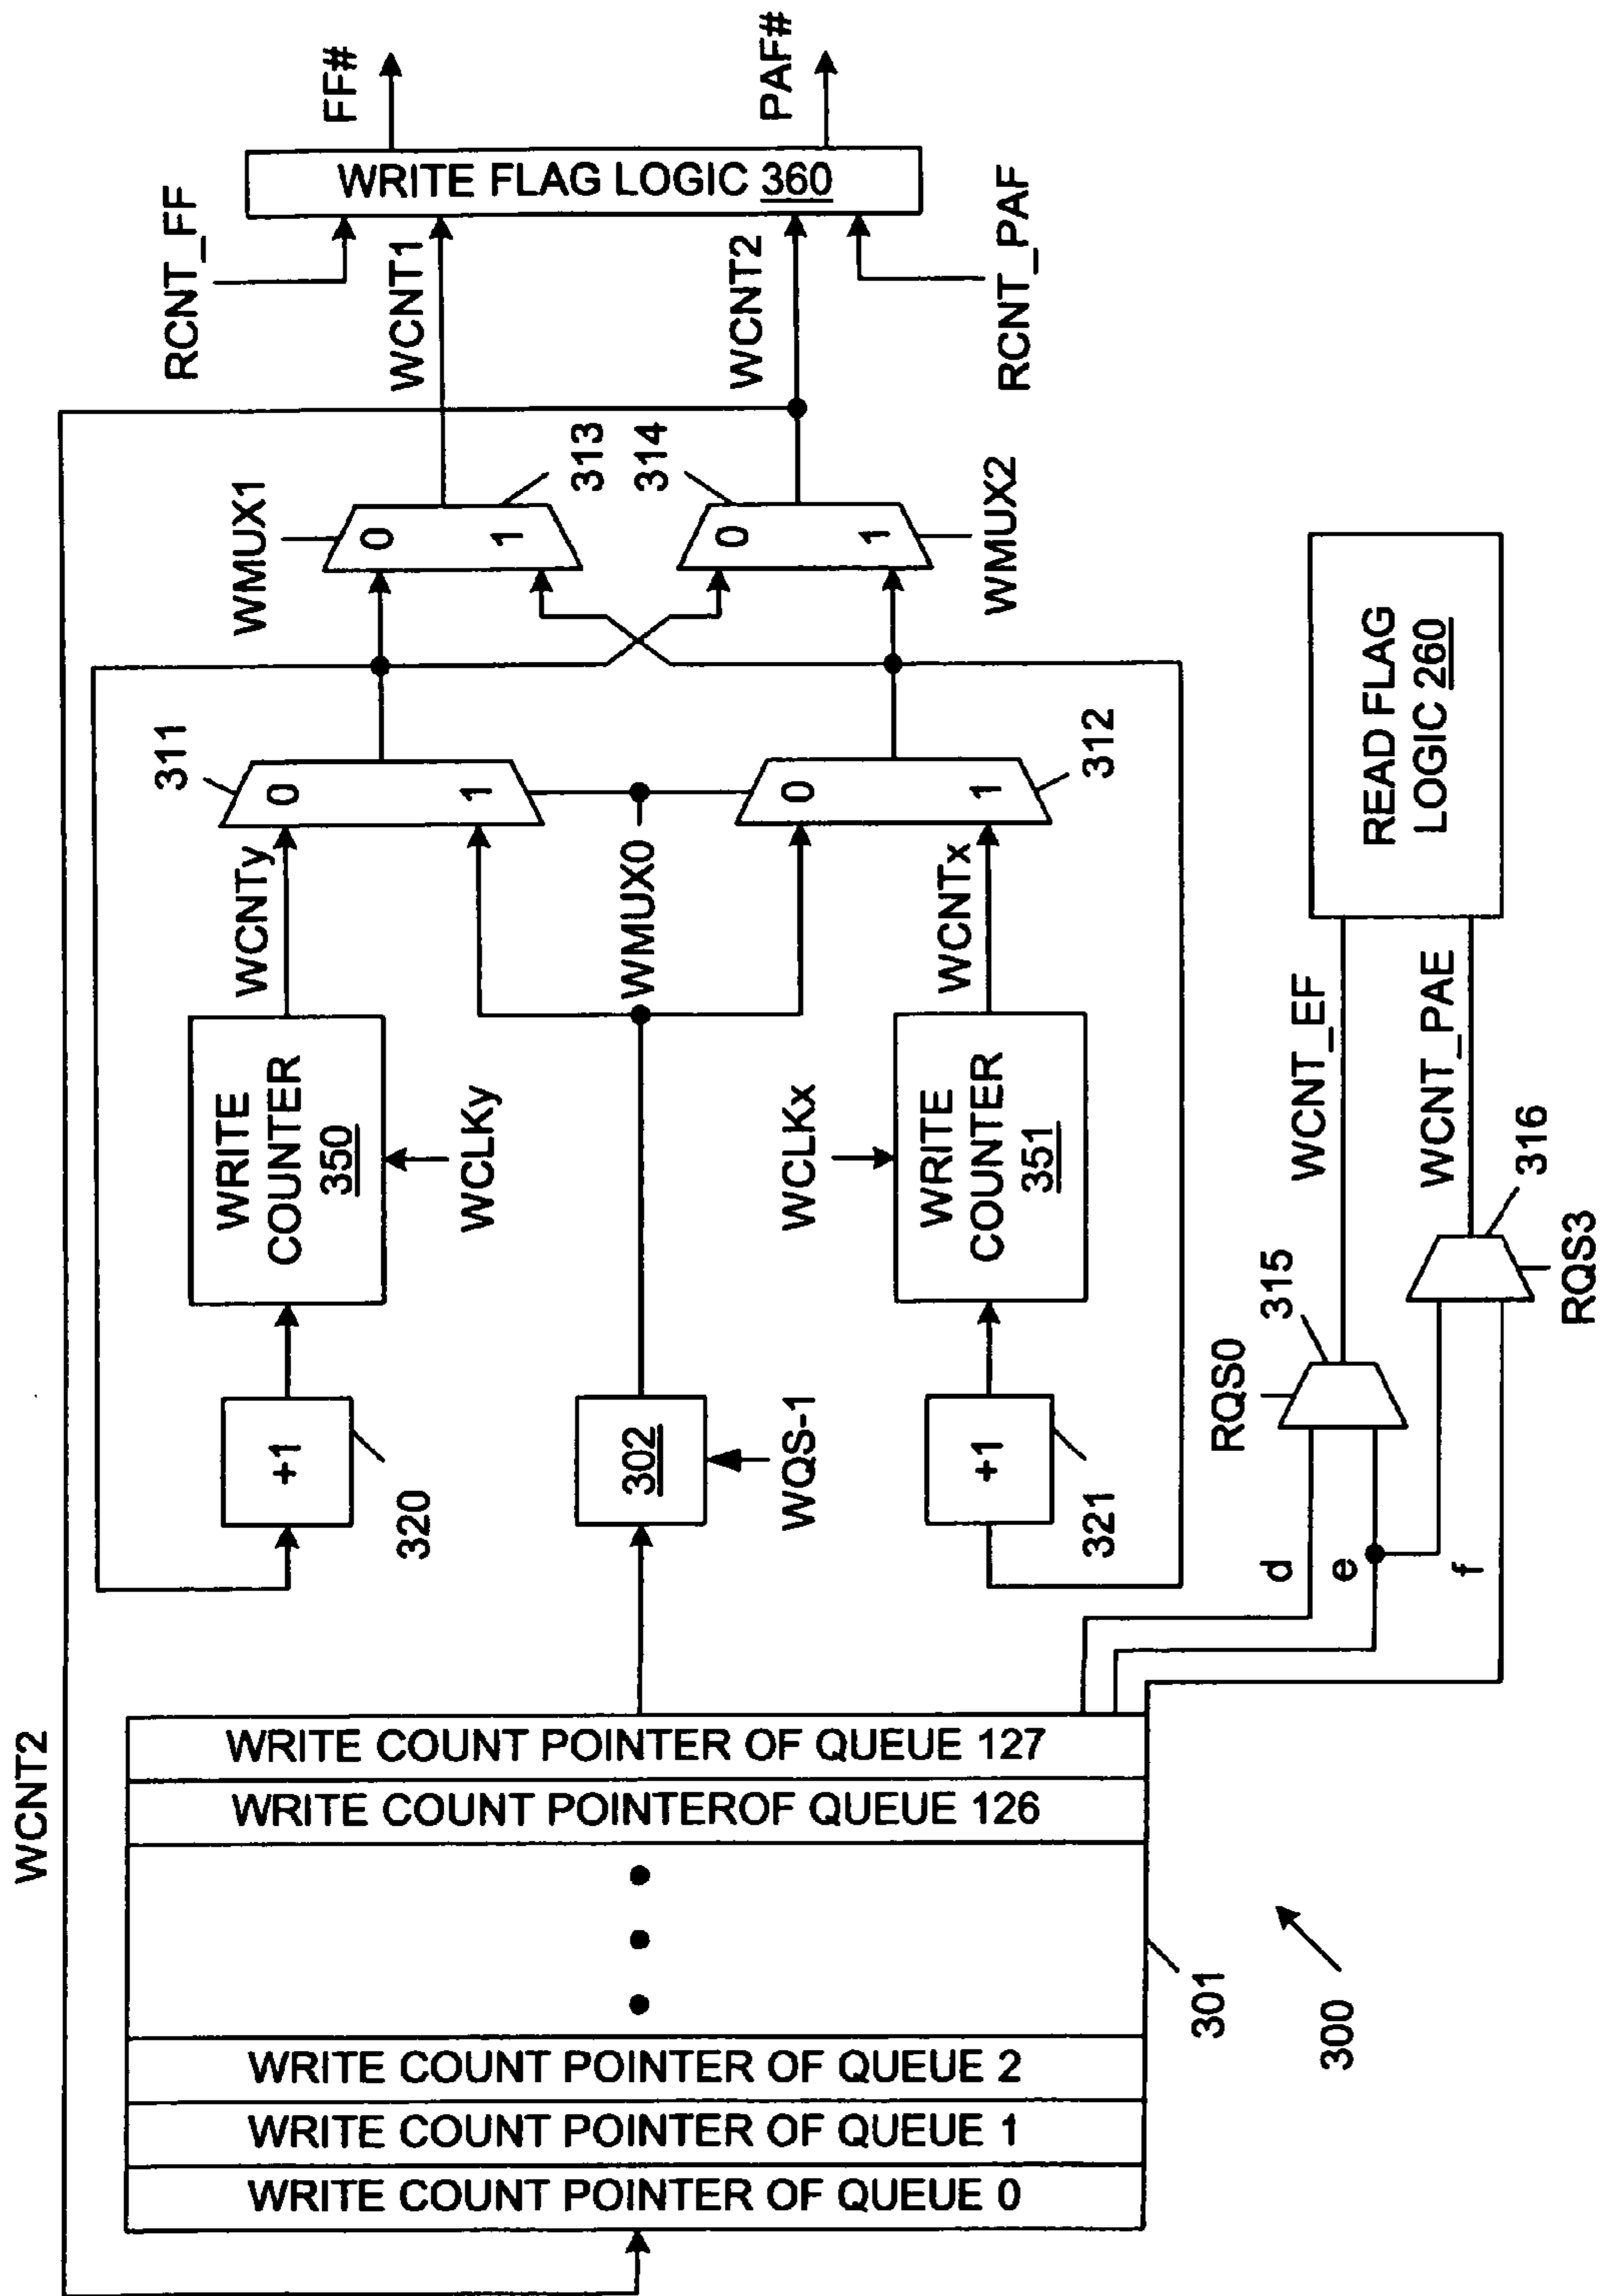 WCNT2
WRITE COUNT POINTER OF QUEUE 0
WRITE COUNT POINTER OF QUEUE 1
WRITE COUNT POINTER OF QUEUE 2
WRITE COUNT POINTEROF QUEUE 126
WRITE COUNT POINTER OF QUEUE 127
301
300
+1
320
302
WQS-1
+1
321
WRITE
COUNTER
350
WCLKy
WCLKx
WRITE
COUNTER
351
WCNTy
WMUX0
WCNTx
311
0
1
0
1
312
WMUX1
0
1
313
314
0
1
WMUX2
RCNT_FF
WCNT1
WCNT2
RCNT_PAF
WRITE FLAG LOGIC 360
FF#
PAF#
d
e
f
RQS0
315
316
RQS3
WCNT_EF
WCNT_PAE
READ FLAG
LOGIC 260